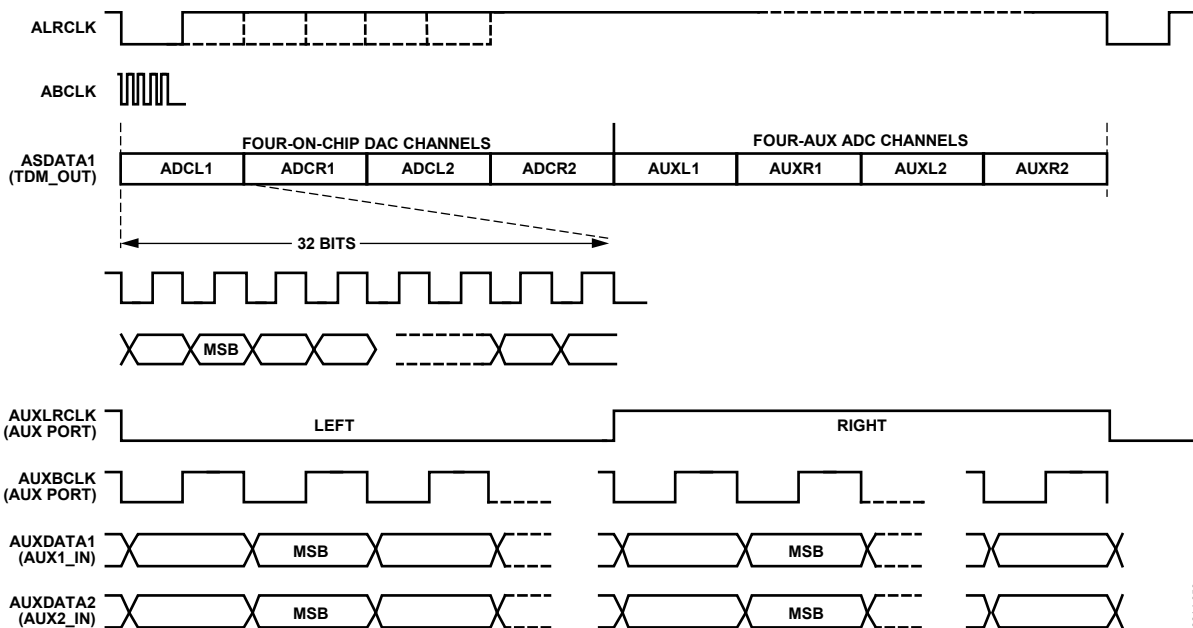 ALRCLK
ABCLK
FOUR-ON-CHIP DAC CHANNELS
FOUR-AUX ADC CHANNELS
ASDATA1
(TDM_OUT)
ADCL1
ADCR1
ADCL2
ADCR2
AUXL1
AUXR1
AUXL2
AUXR2
32 BITS
MSB
AUXLRCLK
(AUX PORT)
LEFT
RIGHT
AUXBCLK
(AUX PORT)
AUXDATA1
(AUX1_IN)
MSB
MSB
AUXDATA2
(AUX2_IN)
MSB
MSB